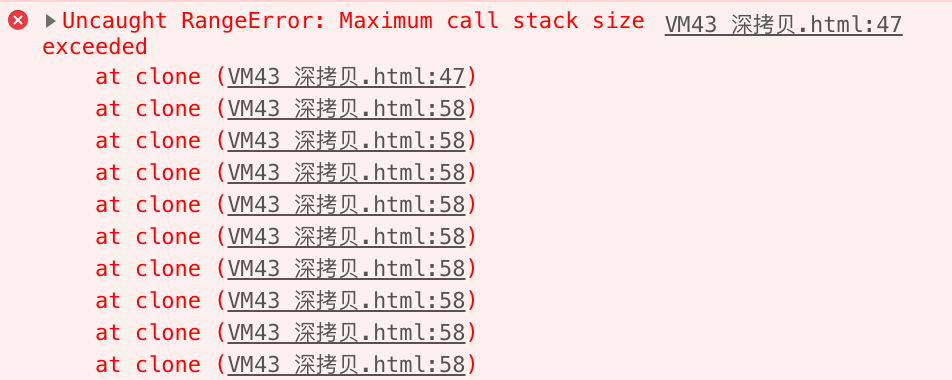 Uncaught RangeError: Maximum call stack size VM43 深拷贝.html:47
exceeded
at clone (VM43 深拷贝.html:47)
at clone (VM43 深拷贝.html:58)
at clone (VM43 深拷贝.html:58)
at clone (VM43 深拷贝.html:58)
at clone (VM43 深拷贝.html:58)
at clone (VM43 深拷贝.html:58)
at clone (VM43 深拷贝.html:58)
at clone (VM43 深拷贝.html:58)
at clone (VM43 深拷贝.html:58)
at clone (VM43 深拷贝.html:58)